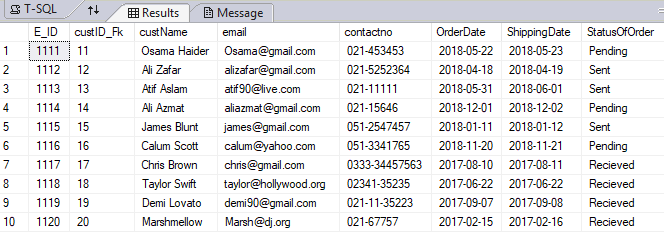 T-SQL Results Message
E_ID custID_Fk custName email contactno OrderDate ShippingDate StatusOfOrder
1 1111 11 Osama Haider Osama@gmail.com 021-453453 2018-05-22 2018-05-23 Pending
2 1112 12 Ali Zafar alizafar@gmail.com 021-5252364 2018-04-18 2018-04-19 Sent
3 1113 13 Atif Aslam atif90@live.com 021-11111 2018-05-31 2018-06-01 Sent
4 1114 14 Ali Azmat aliazmat@gmail.com 021-15646 2018-12-01 2018-12-02 Pending
5 1115 15 James Blunt james@gmail.com 051-2547457 2018-01-11 2018-01-12 Sent
6 1116 16 Calum Scott calum@yahoo.com 051-3341765 2018-11-20 2018-11-21 Pending
7 1117 17 Chris Brown chris@gmail.com 0333-34457563 2017-08-10 2017-08-11 Recieved
8 1118 18 Taylor Swift taylor@hollywood.org 02341-35235 2017-06-22 2017-06-22 Recieved
9 1119 19 Demi Lovato demi90@gmail.com 021-11-35223 2017-09-07 2017-09-08 Recieved
10 1120 20 Marshmellow Marsh@dj.org 021-67757 2017-02-15 2017-02-16 Recieved